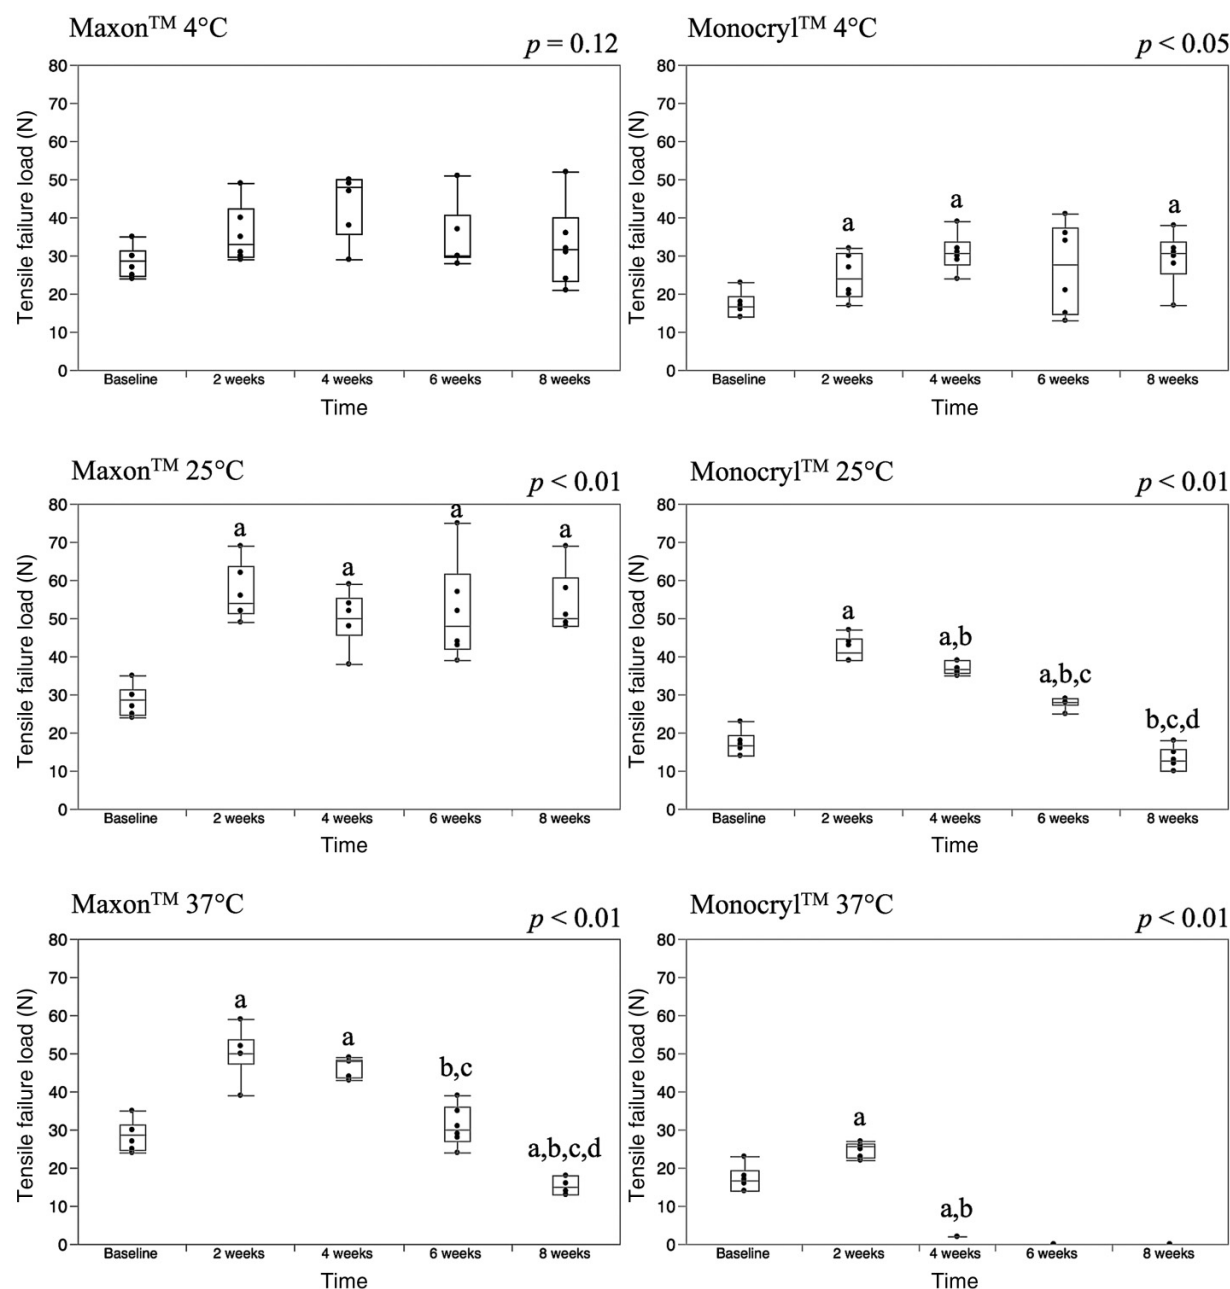 Maxon™ 4°C
p = 0.12
Tensile failure load (N)
80
70
60
50
40
30
20
10
0
Baseline 2 weeks 4 weeks 6 weeks 8 weeks
Time
Monocryl™ 4°C
p < 0.05
Tensile failure load (N)
80
70
60
50
40
30
20
10
0
a a a
Baseline 2 weeks 4 weeks 6 weeks 8 weeks
Time
Maxon™ 25°C
p < 0.01
Tensile failure load (N)
80
70
60
50
40
30
20
10
0
a a a a
Baseline 2 weeks 4 weeks 6 weeks 8 weeks
Time
Monocryl™ 25°C
p < 0.01
Tensile failure load (N)
80
70
60
50
40
30
20
10
0
a a,b a,b,c b,c,d
Baseline 2 weeks 4 weeks 6 weeks 8 weeks
Time
Maxon™ 37°C
p < 0.01
Tensile failure load (N)
80
70
60
50
40
30
20
10
0
a a b,c a,b,c,d
Baseline 2 weeks 4 weeks 6 weeks 8 weeks
Time
Monocryl™ 37°C
p < 0.01
Tensile failure load (N)
80
70
60
50
40
30
20
10
0
a a,b
Baseline 2 weeks 4 weeks 6 weeks 8 weeks
Time